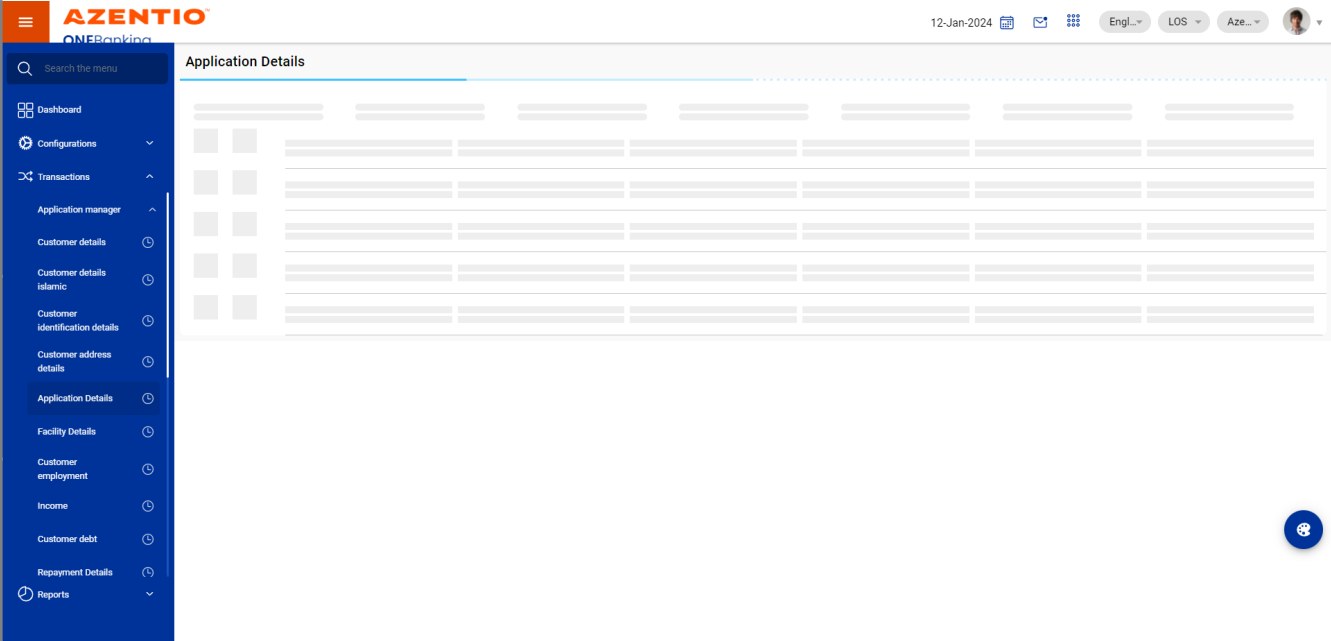 AZENTIO™
ONEBanking
12-Jan-2024
Engl...
LOS
Aze...
Search the menu
Dashboard
Configurations
Transactions
Application manager
Customer details
Customer details
islamic
Customer
identification details
Customer address
details
Application Details
Facility Details
Customer
employment
Income
Customer debt
Repayment Details
Reports
Application Details